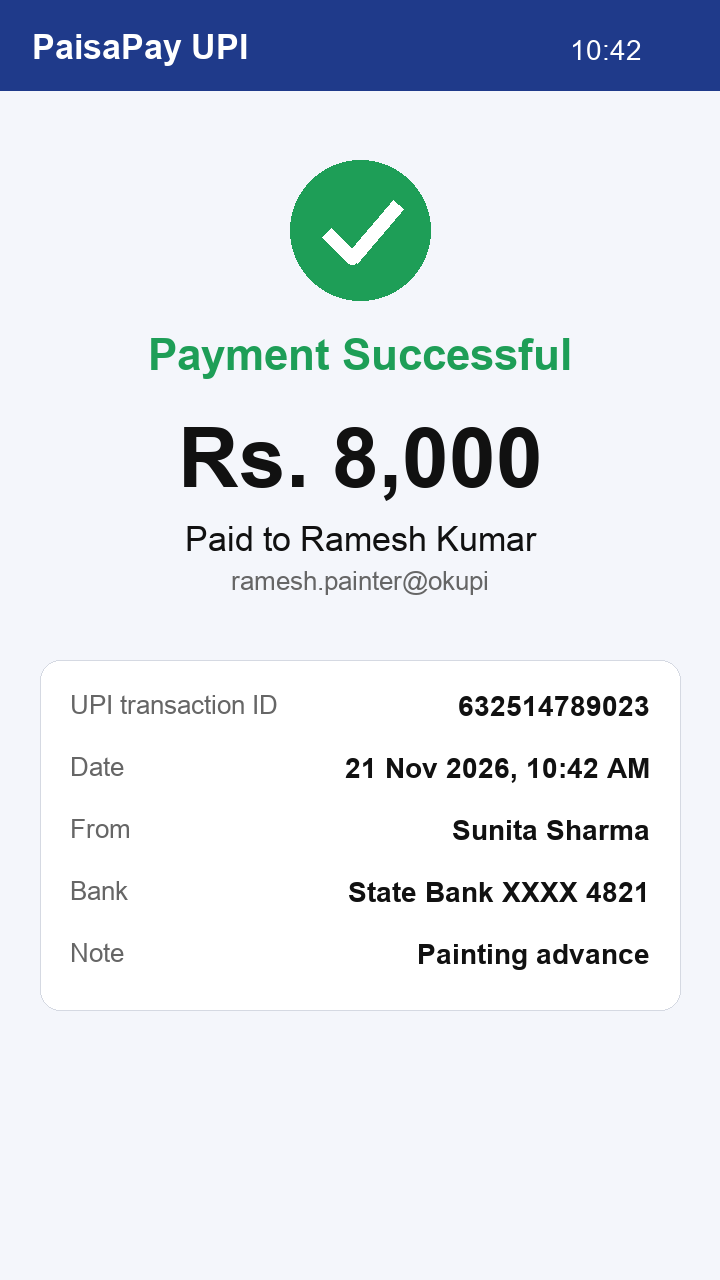 PaisaPay UPI 10:42
Payment Successful
Rs. 8,000
Paid to Ramesh Kumar
ramesh.painter@okupi
UPI transaction ID 632514789023
Date 21 Nov 2026, 10:42 AM
From Sunita Sharma
Bank State Bank XXXX 4821
Note Painting advance